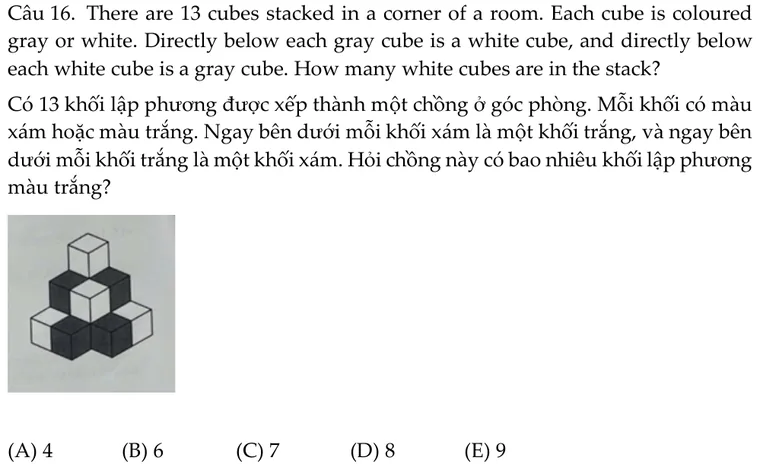 Câu 16. There are 13 cubes stacked in a corner of a room. Each cube is coloured
gray or white. Directly below each gray cube is a white cube, and directly below
each white cube is a gray cube. How many white cubes are in the stack?
Có 13 khối lập phương được xếp thành một chồng ở góc phòng. Mỗi khối có màu
xám hoặc màu trắng. Ngay bên dưới mỗi khối xám là một khối trắng, và ngay bên
dưới mỗi khối trắng là một khối xám. Hỏi chồng này có bao nhiêu khối lập phương
màu trắng?
(A) 4 (B) 6 (C) 7 (D) 8 (E) 9